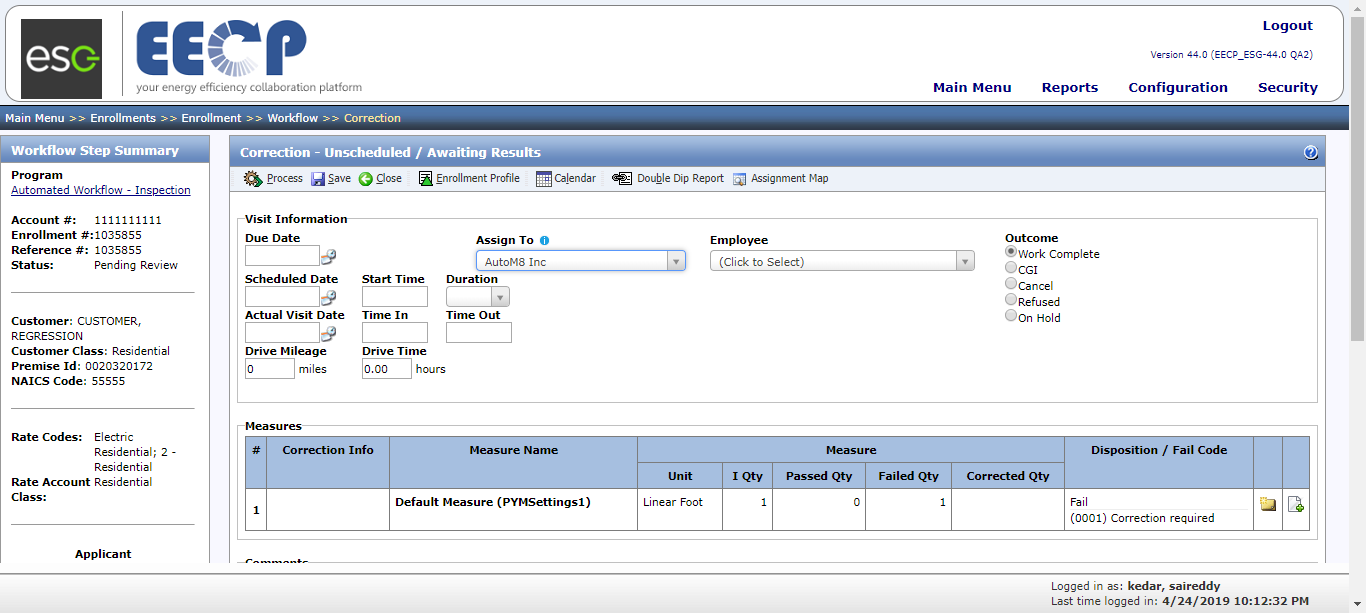 esg
EECP
your energy efficiency collaboration platform
Logout
Version 44.0 (EECP_ESG-44.0 QA2)
Main Menu Reports Configuration Security
Main Menu >> Enrollments >> Enrollment >> Workflow >> Correction
Workflow Step Summary
Program
Automated Workflow - Inspection
Account #: 1111111111
Enrollment #:1035855
Reference #: 1035855
Status: Pending Review
Customer: CUSTOMER,
REGRESSION
Customer Class: Residential
Premise Id: 0020320172
NAICS Code: 55555
Rate Codes: Electric
Residential; 2 -
Residential
Rate Account Residential
Class:
Applicant
Correction - Unscheduled / Awaiting Results
Process Save Close Enrollment Profile Calendar Double Dip Report Assignment Map
Visit Information
Due Date
Assign To
AutoM8 Inc
Employee
(Click to Select)
Outcome
Work Complete
CGI
Cancel
Refused
On Hold
Scheduled Date Start Time Duration
Actual Visit Date Time In Time Out
Drive Mileage Drive Time
0 miles 0.00 hours
Measures
# Correction Info Measure Name Measure Disposition / Fail Code
Unit I Qty Passed Qty Failed Qty Corrected Qty
1 Default Measure (PYMSettings1) Linear Foot 1 0 1 Fail
(0001) Correction required
Comments
Logged in as: kedar, saireddy
Last time logged in: 4/24/2019 10:12:32 PM